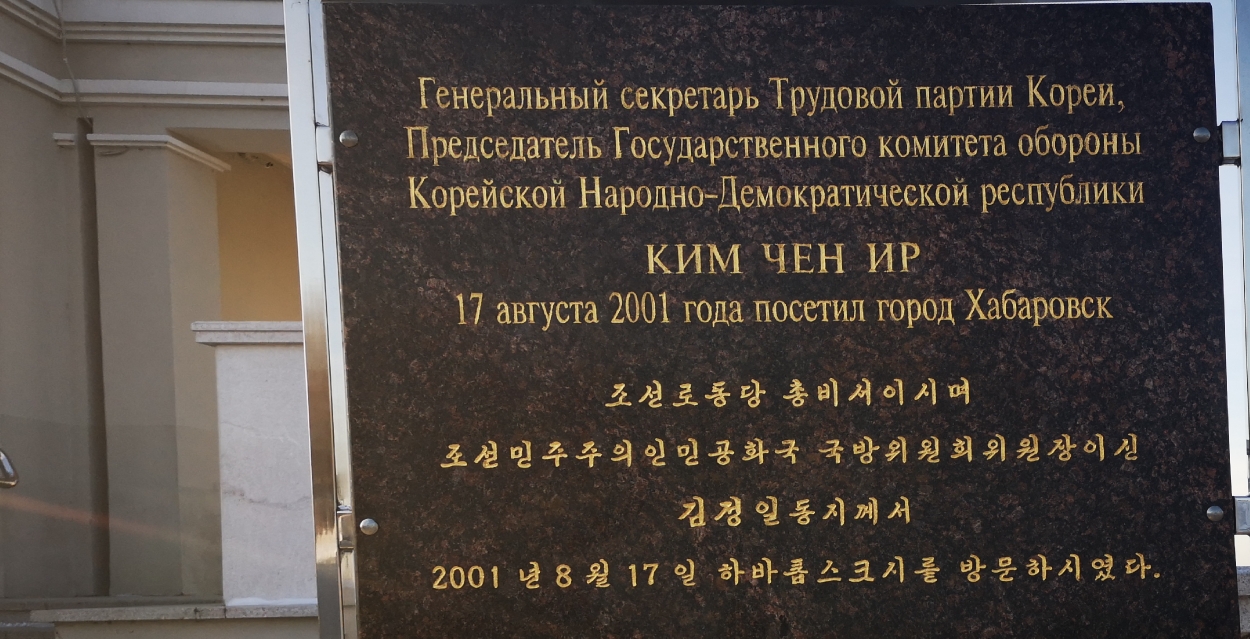 Генеральный секретарь Трудовой партии Кореи,
Председатель Государственного комитета обороны
Корейской Народно-Демократической республики
КИМ ЧЕН ИР
17 августа 2001 года посетил город Хабаровск
조선로동당 총비서이시며
조선민주주의인민공화국 국방위원회위원장이신
김정일동지께서
2001 년 8 월 17 일 하바롭스크시를 방문하시였다.